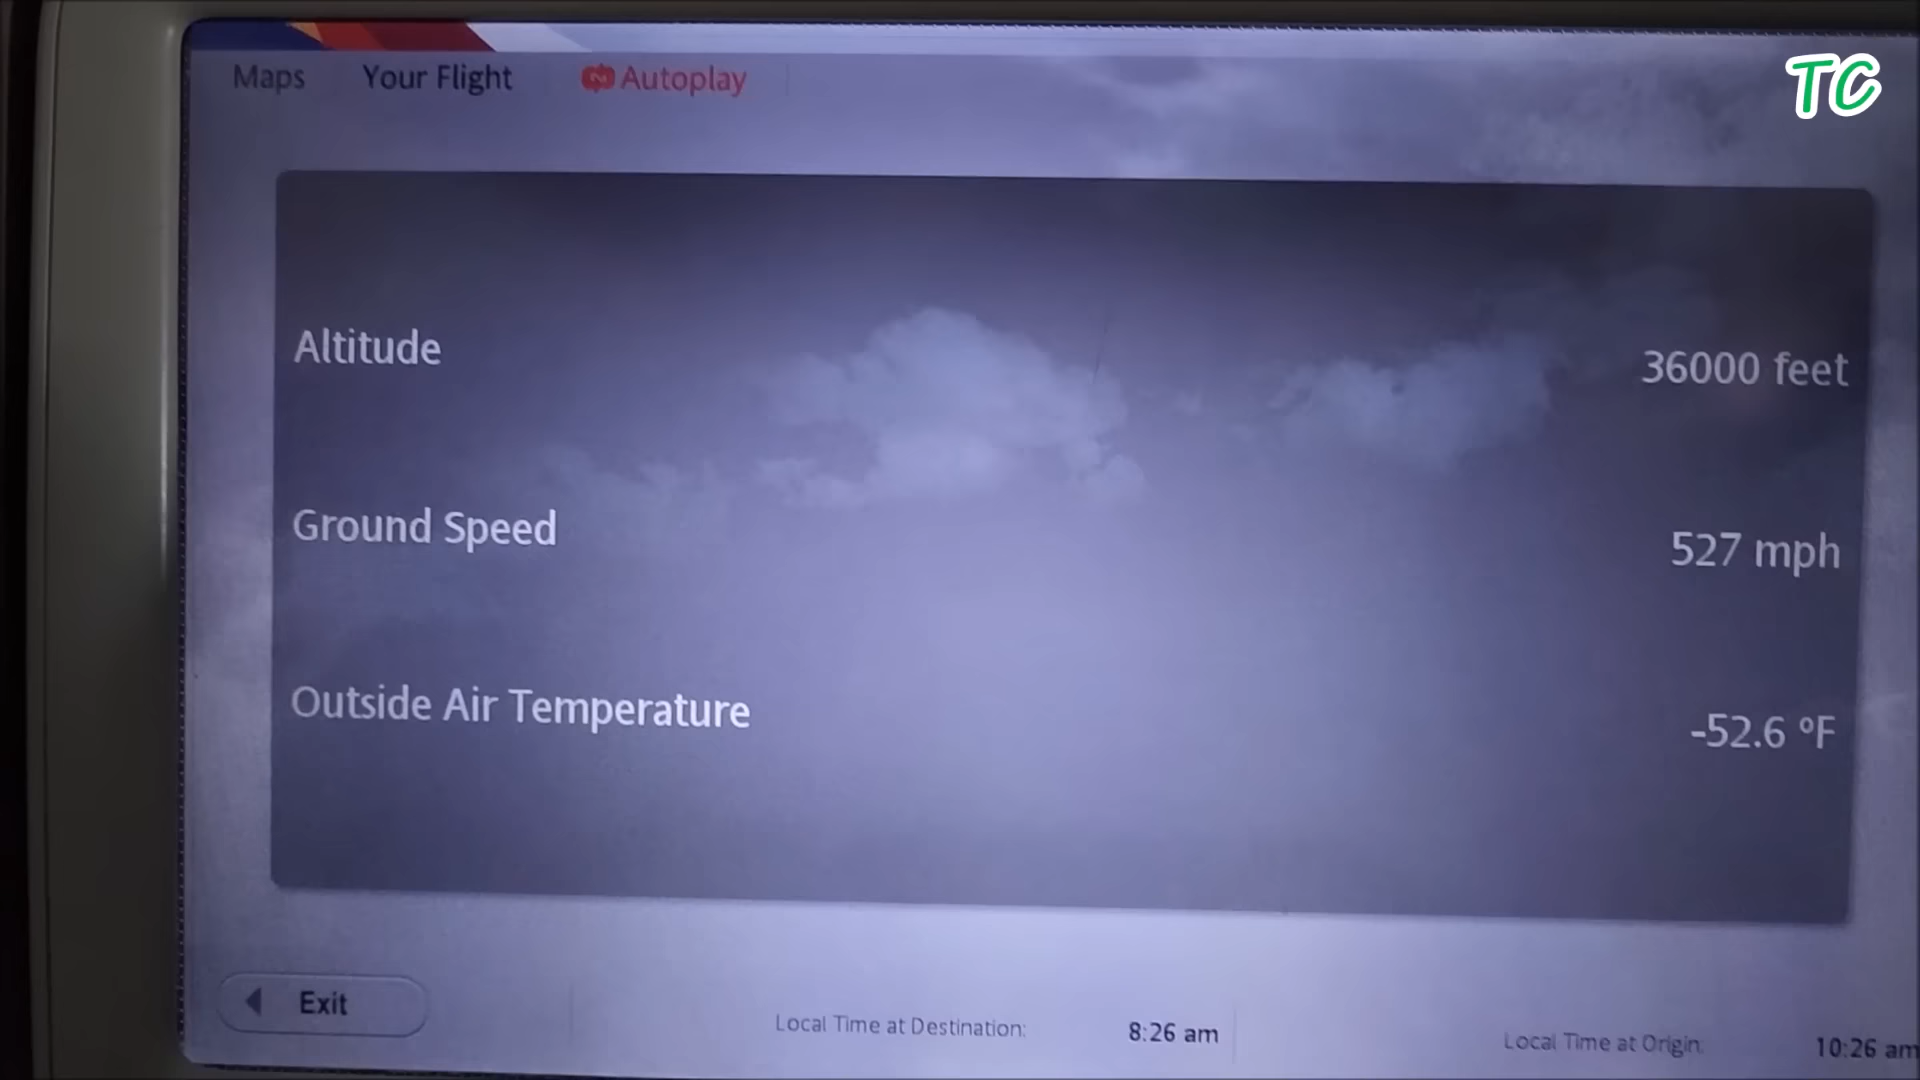 Maps Your Flight Autoplay
TC
Altitude 36000 feet
Ground Speed 527 mph
Outside Air Temperature -52.6 ºF
Exit Local Time at Destination: 8:26 am Local Time at Origin: 10:26 am